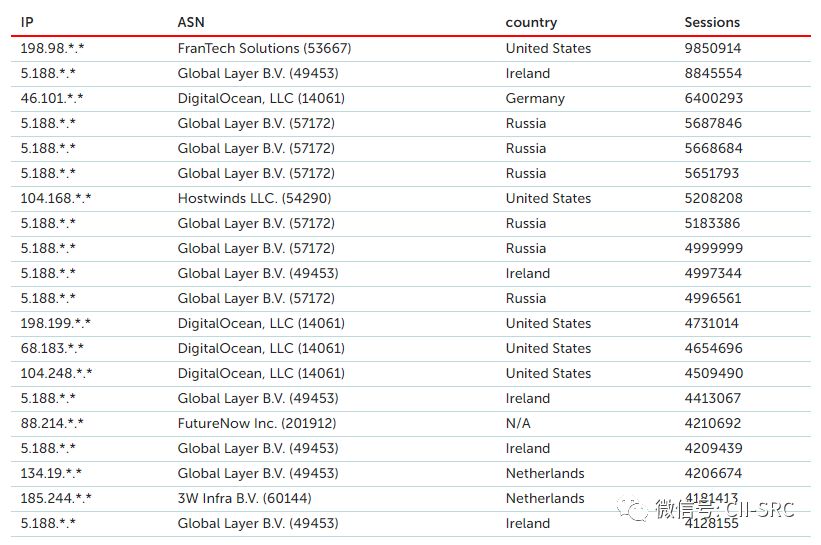 IP ASN country Sessions
198.98.*.* FranTech Solutions (53667) United States 9850914
5.188.*.* Global Layer B.V. (49453) Ireland 8845554
46.101.*.* DigitalOcean, LLC (14061) Germany 6400293
5.188.*.* Global Layer B.V. (57172) Russia 5687846
5.188.*.* Global Layer B.V. (57172) Russia 5668684
5.188.*.* Global Layer B.V. (57172) Russia 5651793
104.168.*.* Hostwinds LLC. (54290) United States 5208208
5.188.*.* Global Layer B.V. (57172) Russia 5183386
5.188.*.* Global Layer B.V. (57172) Russia 4999999
5.188.*.* Global Layer B.V. (49453) Ireland 4997344
5.188.*.* Global Layer B.V. (57172) Russia 4996561
198.199.*.* DigitalOcean, LLC (14061) United States 4731014
68.183.*.* DigitalOcean, LLC (14061) United States 4654696
104.248.*.* DigitalOcean, LLC (14061) United States 4509490
5.188.*.* Global Layer B.V. (49453) Ireland 4413067
88.214.*.* FutureNow Inc. (201912) N/A 4210692
5.188.*.* Global Layer B.V. (49453) Ireland 4209439
134.19.*.* Global Layer B.V. (49453) Netherlands 4206674
185.244.*.* 3W Infra B.V. (60144) Netherlands 4181413
微信号: CII-SRC
5.188.*.* Global Layer B.V. (49453) Ireland 4128155